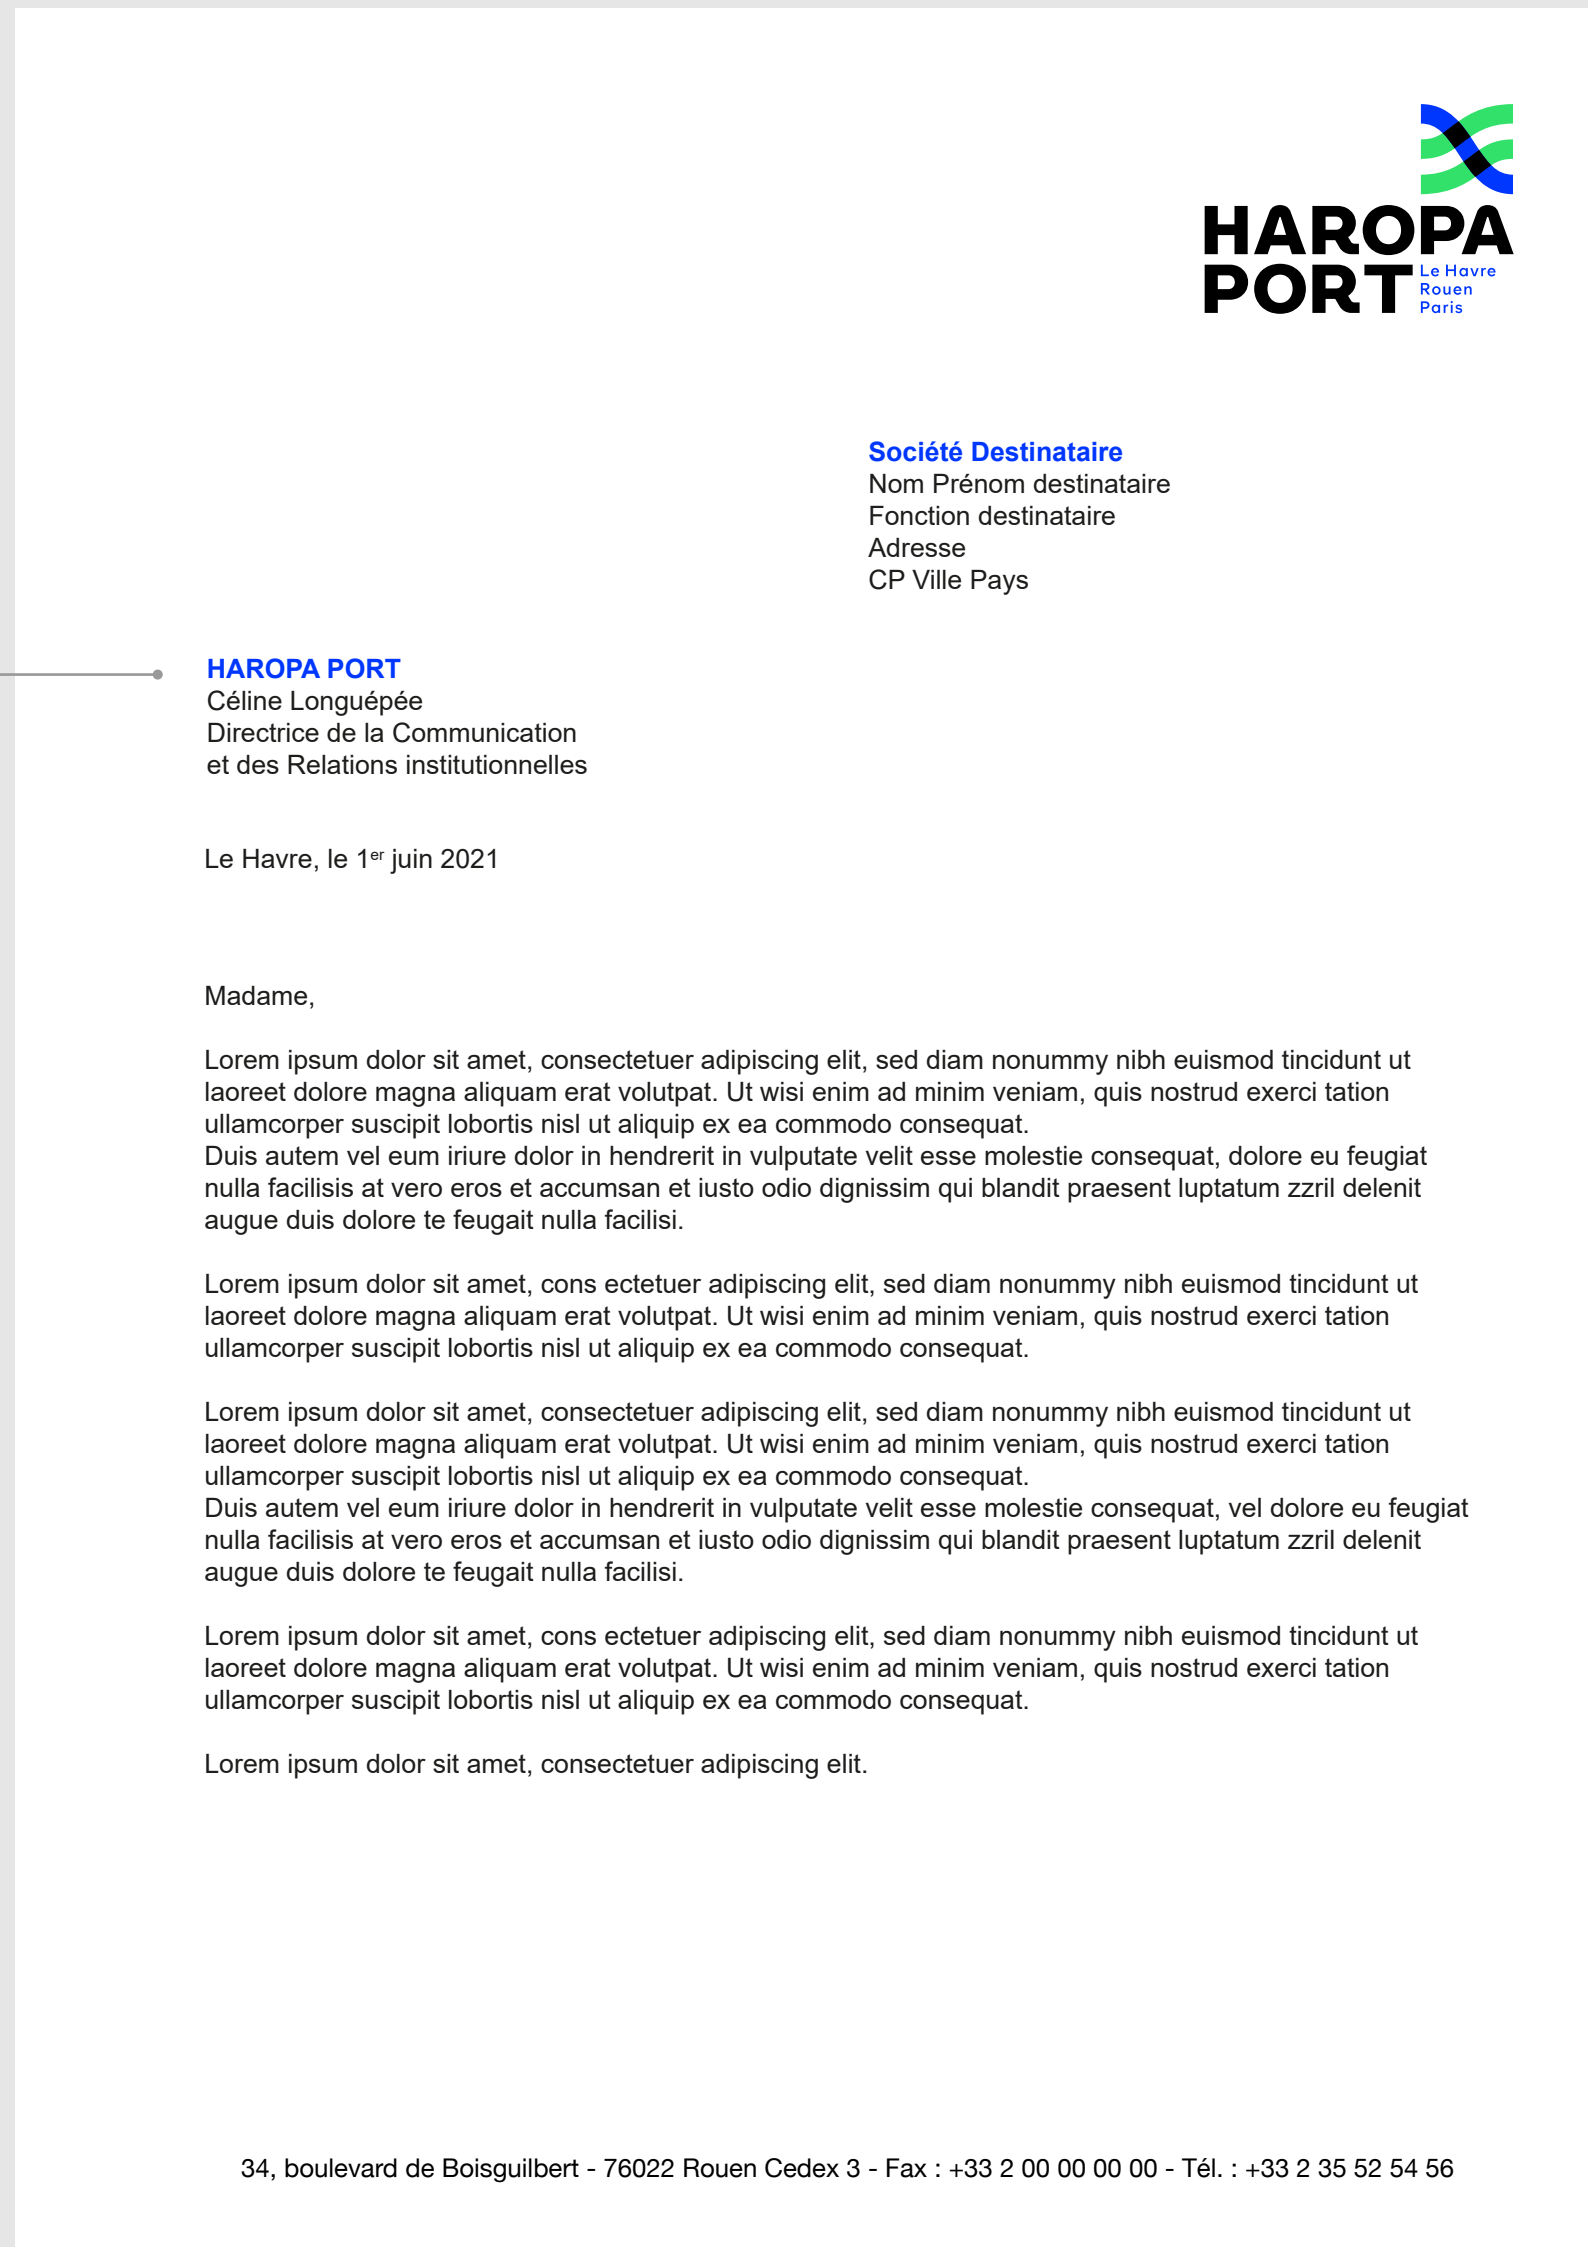 HAROPA
PORT
Le Havre
Rouen
Paris
Société Destinataire
Nom Prénom destinataire
Fonction destinataire
Adresse
CP Ville Pays
HAROPA PORT
Céline Longuépée
Directrice de la Communication
et des Relations institutionnelles
Le Havre, le 1er juin 2021
Madame,
Lorem ipsum dolor sit amet, consectetuer adipiscing elit, sed diam nonummy nibh euismod tincidunt ut
laoreet dolore magna aliquam erat volutpat. Ut wisi enim ad minim veniam, quis nostrud exerci tation
ullamcorper suscipit lobortis nisl ut aliquip ex ea commodo consequat.
Duis autem vel eum iriure dolor in hendrerit in vulputate velit esse molestie consequat, dolore eu feugiat
nulla facilisis at vero eros et accumsan et iusto odio dignissim qui blandit praesent luptatum zzril delenit
augue duis dolore te feugait nulla facilisi.
Lorem ipsum dolor sit amet, cons ectetuer adipiscing elit, sed diam nonummy nibh euismod tincidunt ut
laoreet dolore magna aliquam erat volutpat. Ut wisi enim ad minim veniam, quis nostrud exerci tation
ullamcorper suscipit lobortis nisl ut aliquip ex ea commodo consequat.
Lorem ipsum dolor sit amet, consectetuer adipiscing elit, sed diam nonummy nibh euismod tincidunt ut
laoreet dolore magna aliquam erat volutpat. Ut wisi enim ad minim veniam, quis nostrud exerci tation
ullamcorper suscipit lobortis nisl ut aliquip ex ea commodo consequat.
Duis autem vel eum iriure dolor in hendrerit in vulputate velit esse molestie consequat, vel dolore eu feugiat
nulla facilisis at vero eros et accumsan et iusto odio dignissim qui blandit praesent luptatum zzril delenit
augue duis dolore te feugait nulla facilisi.
Lorem ipsum dolor sit amet, cons ectetuer adipiscing elit, sed diam nonummy nibh euismod tincidunt ut
laoreet dolore magna aliquam erat volutpat. Ut wisi enim ad minim veniam, quis nostrud exerci tation
ullamcorper suscipit lobortis nisl ut aliquip ex ea commodo consequat.
Lorem ipsum dolor sit amet, consectetuer adipiscing elit.
34, boulevard de Boisguilbert - 76022 Rouen Cedex 3 - Fax : +33 2 00 00 00 00 - Tél. : +33 2 35 52 54 56